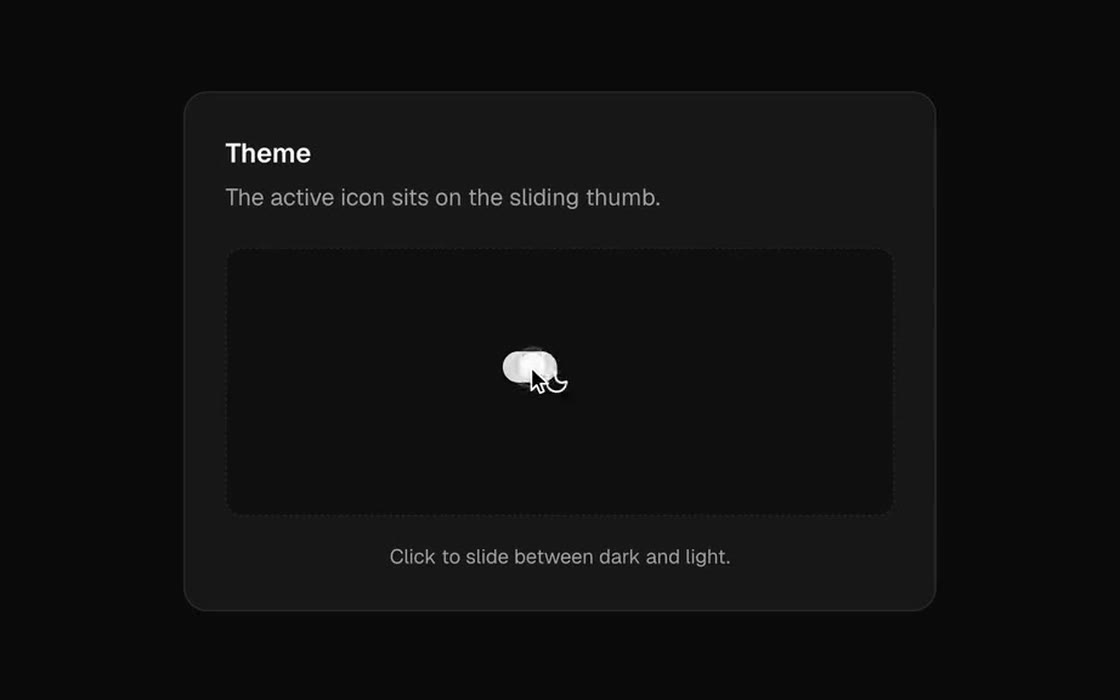 Theme
The active icon sits on the sliding thumb.
Click to slide between dark and light.